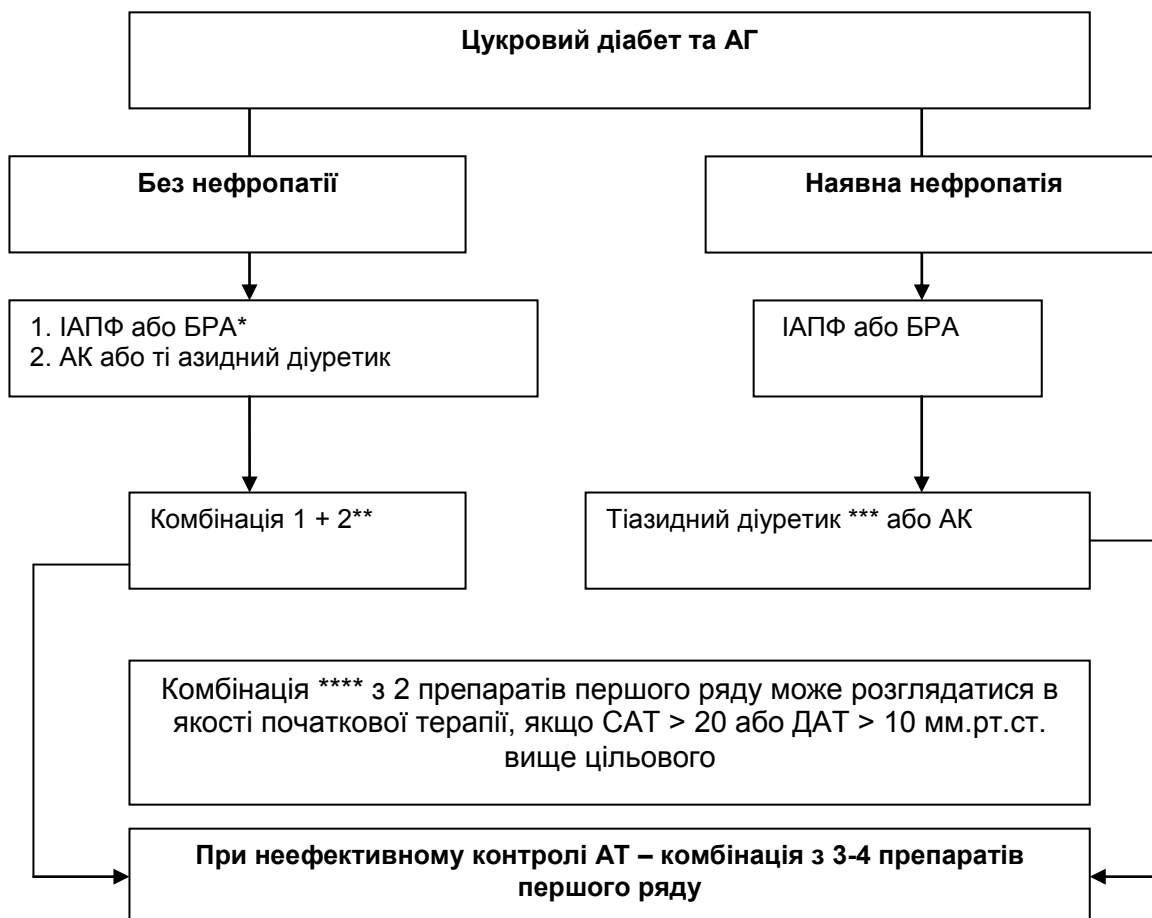 Цукровий діабет та АГ
Без нефропатії
Наявна нефропатія
1. ІАПФ або БРА*
2. АК або ті азидний діуретик
ІАПФ або БРА
Комбінація 1 + 2**
Тіазидний діуретик *** або АК
Комбінація **** з 2 препаратів першого ряду може розглядатися в
якості початкової терапії, якщо САТ > 20 або ДАТ > 10 мм.рт.ст.
вище цільового
При неефективному контролі АТ – комбінація з 3-4 препаратів
першого ряду